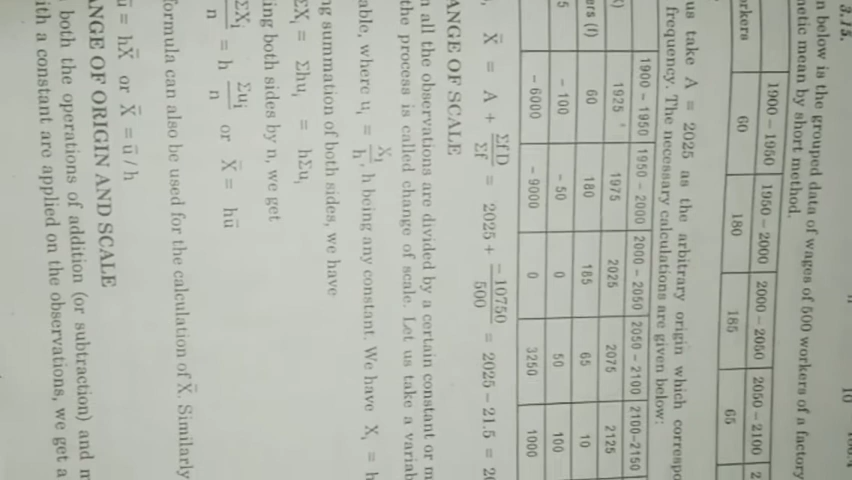 3.15.
n below is the grouped data of wages of 500 workers of a factory
netic mean by short method.
1900 – 1950 1950 – 2000 2000 – 2050 2050 – 2100 2
orkers 60 180 185 65
us take A = 2025 as the arbitrary origin which correspo
frequency. The necessary calculations are given below:
1900 – 1950 1950 – 2000 2000 – 2050 2050 – 2100 2100–2150
1925 1975 2025 2075 2125
ers (f) 60 180 185 65 10
– 100 – 50 0 50 100
– 6000 – 9000 0 3250 1000
X̄ = A + ΣfD / Σf = 2025 + – 10750 / 500 = 2025 – 21.5 = 20
ANGE OF SCALE
n all the observations are divided by a certain constant or m
the process is called change of scale. Let us take a variab
able, where uᵢ = Xᵢ / h, h being any constant. We have Xᵢ = h
ng summation of both sides, we have
ΣXᵢ = Σhuᵢ = hΣuᵢ
ing both sides by n, we get
ΣXᵢ / n = h Σuᵢ / n or X̄ = hū
formula can also be used for the calculation of X̄. Similarly
ū = hX̄ or X̄ = ū / h
ANGE OF ORIGIN AND SCALE
both the operations of addition (or subtraction) and m
ith a constant are applied on the observations, we get a